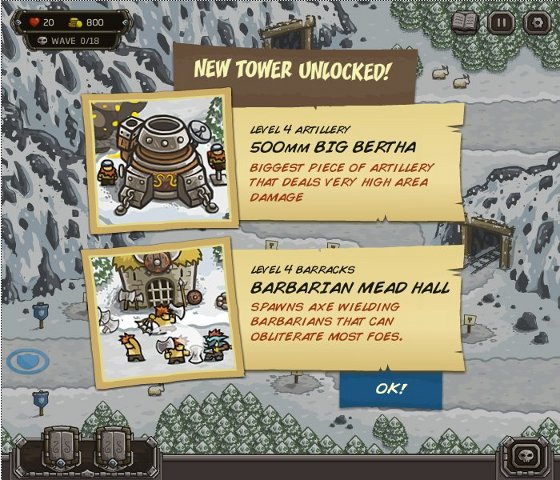 20 800
WAVE 0/18
NEW TOWER UNLOCKED!
LEVEL 4 ARTILLERY
500MM BIG BERTHA
BIGGEST PIECE OF ARTILLERY
THAT DEALS VERY HIGH AREA
DAMAGE
LEVEL 4 BARRACKS
BARBARIAN MEAD HALL
SPAWNS AXE WIELDING
BARBARIANS THAT CAN
OBLITERATE MOST FOES.
OK!